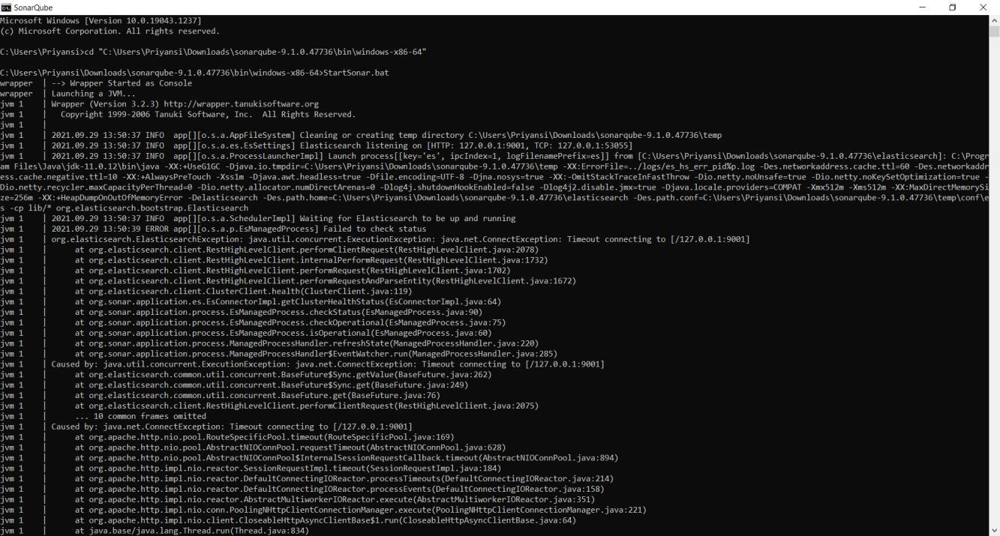 SonarQube
Microsoft Windows [Version 10.0.19043.1237]
(c) Microsoft Corporation. All rights reserved.
C:\Users\Priyansi>cd "C:\Users\Priyansi\Downloads\sonarqube-9.1.0.47736\bin\windows-x86-64"
C:\Users\Priyansi\Downloads\sonarqube-9.1.0.47736\bin\windows-x86-64>StartSonar.bat
wrapper  | --> Wrapper Started as Console
wrapper  | Launching a JVM...
jvm 1    | Wrapper (Version 3.2.3) http://wrapper.tanukisoftware.org
jvm 1    |   Copyright 1999-2006 Tanuki Software, Inc.  All Rights Reserved.
jvm 1    |
jvm 1    | 2021.09.29 13:50:37 INFO  app[][o.s.a.AppFileSystem] Cleaning or creating temp directory C:\Users\Priyansi\Downloads\sonarqube-9.1.0.47736\temp
jvm 1    | 2021.09.29 13:50:37 INFO  app[][o.s.a.es.EsSettings] Elasticsearch listening on [HTTP: 127.0.0.1:9001, TCP: 127.0.0.1:53055]
jvm 1    | 2021.09.29 13:50:37 INFO  app[][o.s.a.ProcessLauncherImpl] Launch process[[key='es', ipcIndex=1, logFilenamePrefix=es]] from [C:\Users\Priyansi\Downloads\sonarqube-9.1.0.47736\elasticsearch]: C:\Progr
am Files\Java\jdk-11.0.12\bin\java -XX:+UseG1GC -Djava.io.tmpdir=C:\Users\Priyansi\Downloads\sonarqube-9.1.0.47736\temp -XX:ErrorFile=../logs/es_hs_err_pid%p.log -Des.networkaddress.cache.ttl=60 -Des.networkaddr
ess.cache.negative.ttl=10 -XX:+AlwaysPreTouch -Xss1m -Djava.awt.headless=true -Dfile.encoding=UTF-8 -Djna.nosys=true -XX:-OmitStackTraceInFastThrow -Dio.netty.noUnsafe=true -Dio.netty.noKeySetOptimization=true -
Dio.netty.recycler.maxCapacityPerThread=0 -Dio.netty.allocator.numDirectArenas=0 -Dlog4j.shutdownHookEnabled=false -Dlog4j2.disable.jmx=true -Djava.locale.providers=COMPAT -Xmx512m -Xms512m -XX:MaxDirectMemorySi
ze=256m -XX:+HeapDumpOnOutOfMemoryError -Delasticsearch -Des.path.home=C:\Users\Priyansi\Downloads\sonarqube-9.1.0.47736\elasticsearch -Des.path.conf=C:\Users\Priyansi\Downloads\sonarqube-9.1.0.47736\temp\conf\e
s -cp lib/* org.elasticsearch.bootstrap.Elasticsearch
jvm 1    | 2021.09.29 13:50:37 INFO  app[][o.s.a.SchedulerImpl] Waiting for Elasticsearch to be up and running
jvm 1    | 2021.09.29 13:50:39 ERROR app[][o.s.a.p.EsManagedProcess] Failed to check status
jvm 1    | org.elasticsearch.ElasticsearchException: java.util.concurrent.ExecutionException: java.net.ConnectException: Timeout connecting to [/127.0.0.1:9001]
jvm 1    |      at org.elasticsearch.client.RestHighLevelClient.performClientRequest(RestHighLevelClient.java:2078)
jvm 1    |      at org.elasticsearch.client.RestHighLevelClient.internalPerformRequest(RestHighLevelClient.java:1732)
jvm 1    |      at org.elasticsearch.client.RestHighLevelClient.performRequest(RestHighLevelClient.java:1702)
jvm 1    |      at org.elasticsearch.client.RestHighLevelClient.performRequestAndParseEntity(RestHighLevelClient.java:1672)
jvm 1    |      at org.elasticsearch.client.ClusterClient.health(ClusterClient.java:119)
jvm 1    |      at org.sonar.application.es.EsConnectorImpl.getClusterHealthStatus(EsConnectorImpl.java:64)
jvm 1    |      at org.sonar.application.process.EsManagedProcess.checkStatus(EsManagedProcess.java:90)
jvm 1    |      at org.sonar.application.process.EsManagedProcess.checkOperational(EsManagedProcess.java:75)
jvm 1    |      at org.sonar.application.process.EsManagedProcess.isOperational(EsManagedProcess.java:60)
jvm 1    |      at org.sonar.application.process.ManagedProcessHandler.refreshState(ManagedProcessHandler.java:220)
jvm 1    |      at org.sonar.application.process.ManagedProcessHandler$EventWatcher.run(ManagedProcessHandler.java:285)
jvm 1    | Caused by: java.util.concurrent.ExecutionException: java.net.ConnectException: Timeout connecting to [/127.0.0.1:9001]
jvm 1    |      at org.elasticsearch.common.util.concurrent.BaseFuture$Sync.getValue(BaseFuture.java:262)
jvm 1    |      at org.elasticsearch.common.util.concurrent.BaseFuture$Sync.get(BaseFuture.java:249)
jvm 1    |      at org.elasticsearch.common.util.concurrent.BaseFuture.get(BaseFuture.java:76)
jvm 1    |      at org.elasticsearch.client.RestHighLevelClient.performClientRequest(RestHighLevelClient.java:2075)
jvm 1    |      ... 10 common frames omitted
jvm 1    | Caused by: java.net.ConnectException: Timeout connecting to [/127.0.0.1:9001]
jvm 1    |      at org.apache.http.nio.pool.RouteSpecificPool.timeout(RouteSpecificPool.java:169)
jvm 1    |      at org.apache.http.nio.pool.AbstractNIOConnPool.requestTimeout(AbstractNIOConnPool.java:628)
jvm 1    |      at org.apache.http.nio.pool.AbstractNIOConnPool$InternalSessionRequestCallback.timeout(AbstractNIOConnPool.java:894)
jvm 1    |      at org.apache.http.impl.nio.reactor.SessionRequestImpl.timeout(SessionRequestImpl.java:184)
jvm 1    |      at org.apache.http.impl.nio.reactor.DefaultConnectingIOReactor.processTimeouts(DefaultConnectingIOReactor.java:214)
jvm 1    |      at org.apache.http.impl.nio.reactor.DefaultConnectingIOReactor.processEvents(DefaultConnectingIOReactor.java:158)
jvm 1    |      at org.apache.http.impl.nio.reactor.AbstractMultiworkerIOReactor.execute(AbstractMultiworkerIOReactor.java:351)
jvm 1    |      at org.apache.http.impl.nio.conn.PoolingNHttpClientConnectionManager.execute(PoolingNHttpClientConnectionManager.java:221)
jvm 1    |      at org.apache.http.impl.nio.client.CloseableHttpAsyncClientBase$1.run(CloseableHttpAsyncClientBase.java:64)
jvm 1    |      at java.base/java.lang.Thread.run(Thread.java:834)